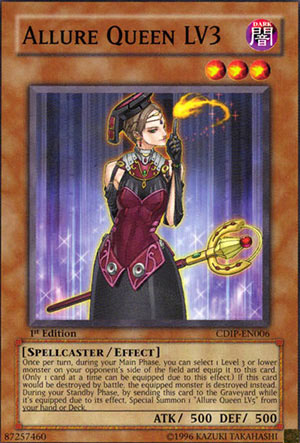 ALLURE QUEEN LV3
DARK
闇
1st Edition
CDIP-EN006
[SPELLCASTER / EFFECT]
Once per turn, during your Main Phase, you can select 1 Level 3 or lower
monster on your opponent's side of the field and equip it to this card.
(Only 1 card at a time can be equipped due to this effect.) If this card
would be destroyed by battle, the equipped monster is destroyed instead.
During your Standby Phase, by sending this card to the Graveyard while
it's equipped due to its effect, Special Summon 1 "Allure Queen LV5" from
your hand or Deck.
ATK/ 500 DEF/ 500
87257460
©1996 KAZUKI TAKAHASHI